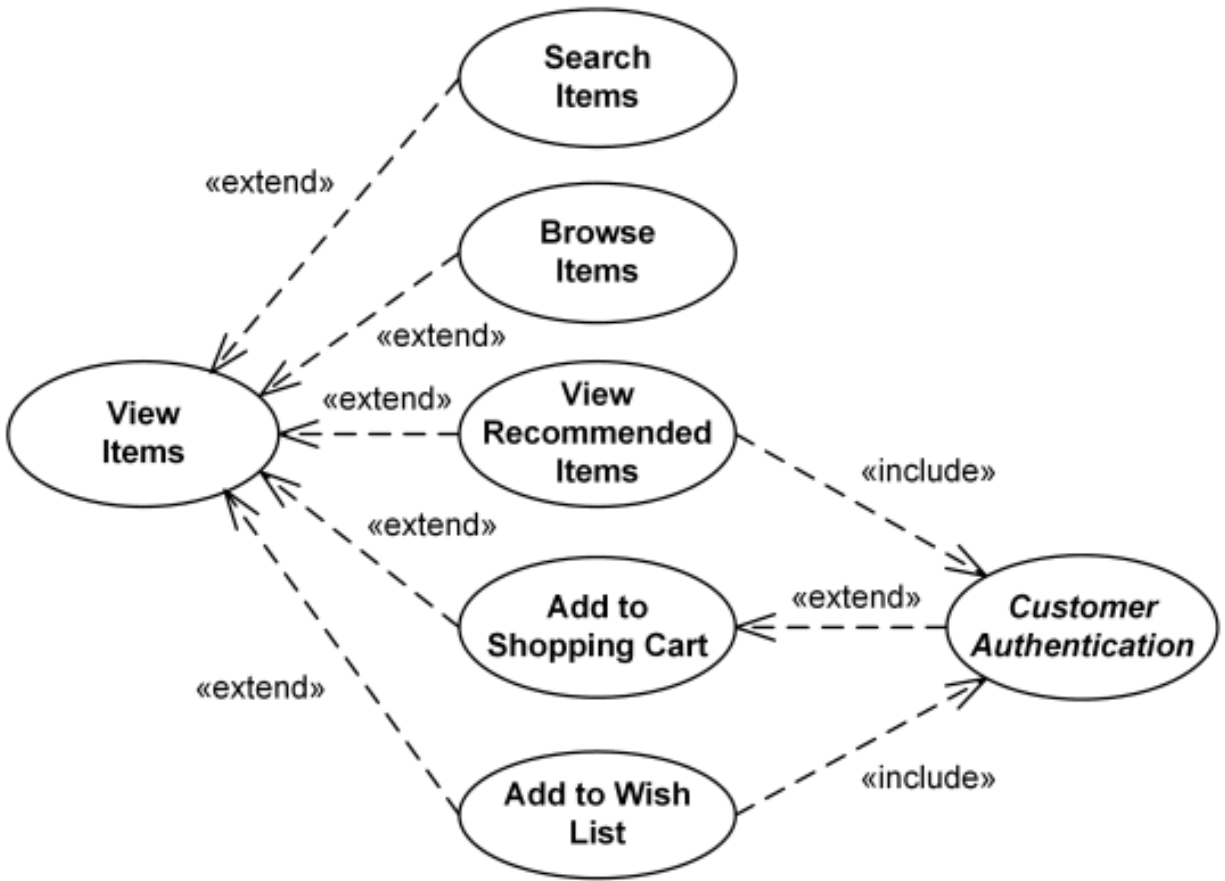 Search
Items
«extend»
Browse
Items
«extend»
View
Items
«extend»
View
Recommended
Items
«include»
«extend»
Add to
Shopping Cart
«extend»
Customer
Authentication
«extend»
Add to Wish
List
«include»